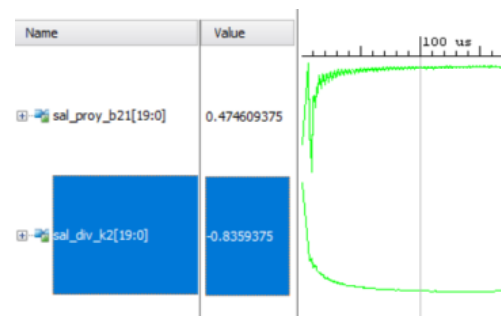 Name Value
100 us
sal_proy_b21[19:0] 0.474609375
sal_div_k2[19:0] -0.8359375